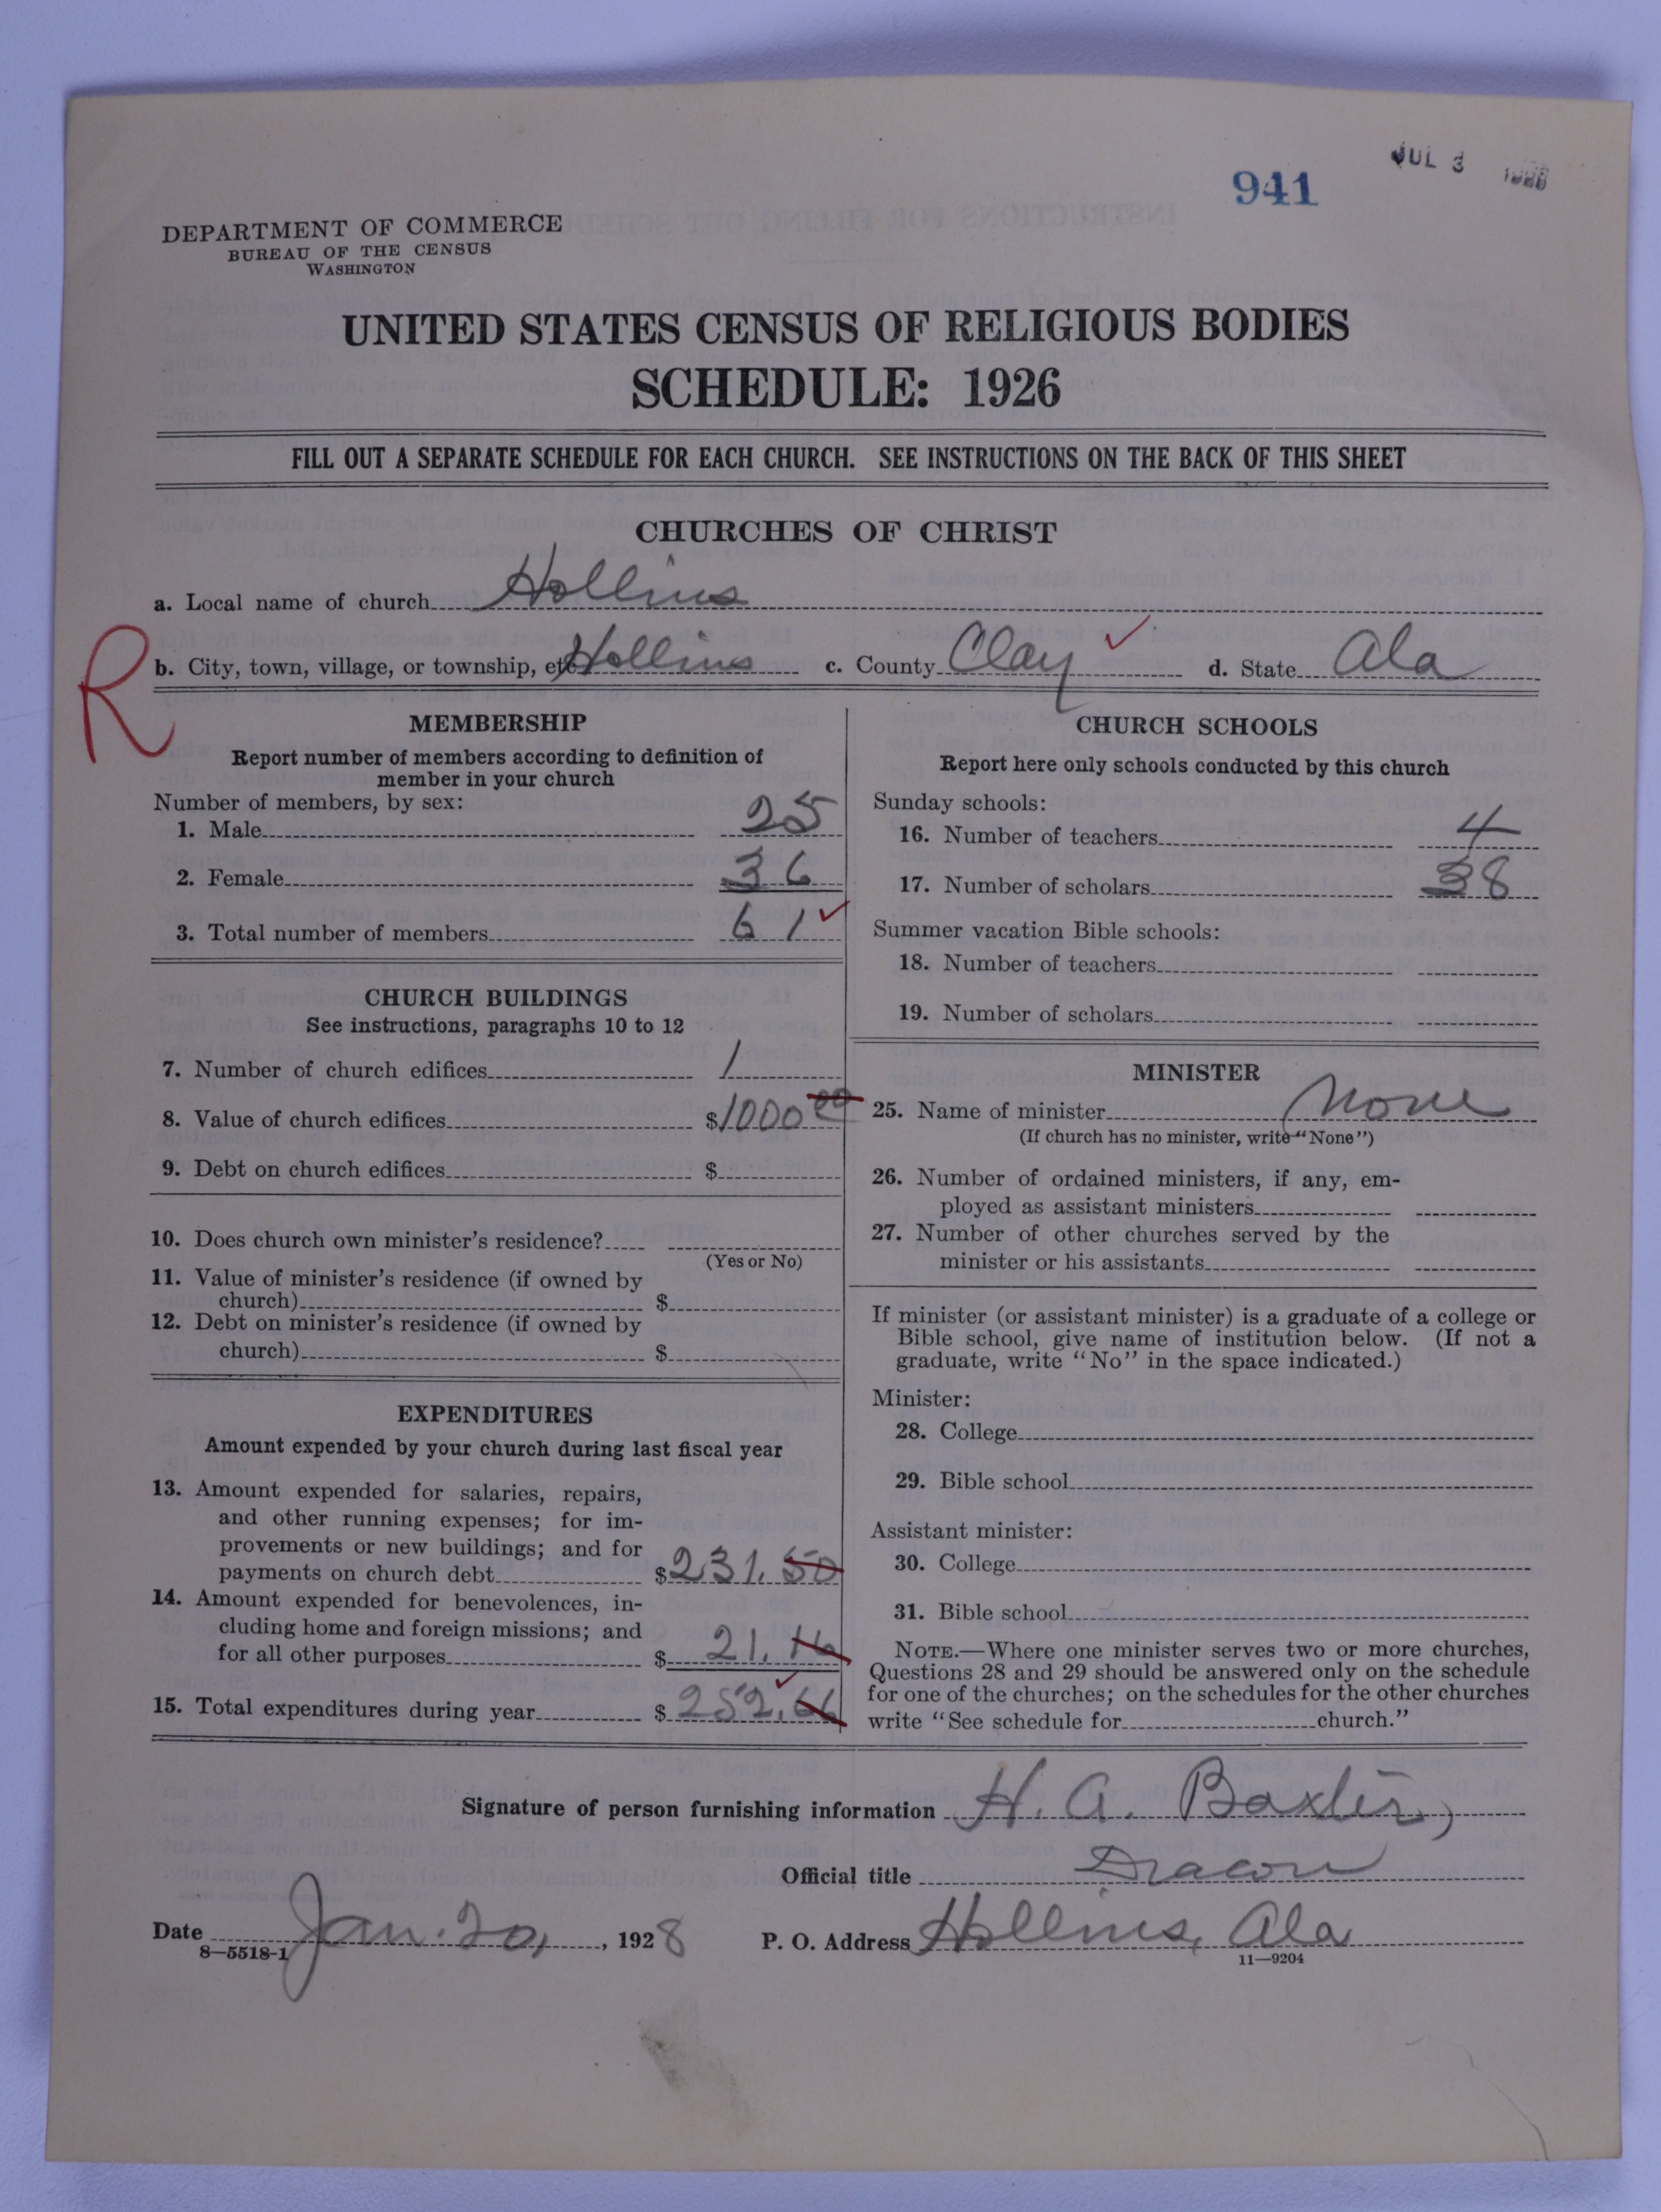 JUL 3
941
DEPARTMENT OF COMMERCE
BUREAU OF THE CENSUS
WASHINGTON
UNITED STATES CENSUS OF RELIGIOUS BODIES
SCHEDULE: 1926
FILL OUT A SEPARATE SCHEDULE FOR EACH CHURCH. SEE INSTRUCTIONS ON THE BACK OF THIS SHEET
CHURCHES OF CHRIST
a. Local name of church Hollins
R
b. City, town, village, or township, etc. Hollins c. County Clay ✓ d. State Ala
MEMBERSHIP
Report number of members according to definition of
member in your church
Number of members, by sex:
1. Male 25
2. Female 36
3. Total number of members 61 ✓
CHURCH BUILDINGS
See instructions, paragraphs 10 to 12
7. Number of church edifices 1
8. Value of church edifices $1000 00
9. Debt on church edifices $
10. Does church own minister's residence?
(Yes or No)
11. Value of minister's residence (if owned by
church) $
12. Debt on minister's residence (if owned by
church) $
EXPENDITURES
Amount expended by your church during last fiscal year
13. Amount expended for salaries, repairs,
and other running expenses; for im-
provements or new buildings; and for
payments on church debt $231.50
14. Amount expended for benevolences, in-
cluding home and foreign missions; and
for all other purposes $21.16
15. Total expenditures during year $252.66 ✓
CHURCH SCHOOLS
Report here only schools conducted by this church
Sunday schools:
16. Number of teachers 4
17. Number of scholars 38
Summer vacation Bible schools:
18. Number of teachers
19. Number of scholars
MINISTER
25. Name of minister None
(If church has no minister, write "None")
26. Number of ordained ministers, if any, em-
ployed as assistant ministers
27. Number of other churches served by the
minister or his assistants
If minister (or assistant minister) is a graduate of a college or
Bible school, give name of institution below. (If not a
graduate, write "No" in the space indicated.)
Minister:
28. College
29. Bible school
Assistant minister:
30. College
31. Bible school
NOTE.—Where one minister serves two or more churches,
Questions 28 and 29 should be answered only on the schedule
for one of the churches; on the schedules for the other churches
write "See schedule for church."
Signature of person furnishing information H. A. Baxter,
Official title Deacon
Date Jan. 20, , 1928 P. O. Address Hollins, Ala
8—5518-1 11—9204